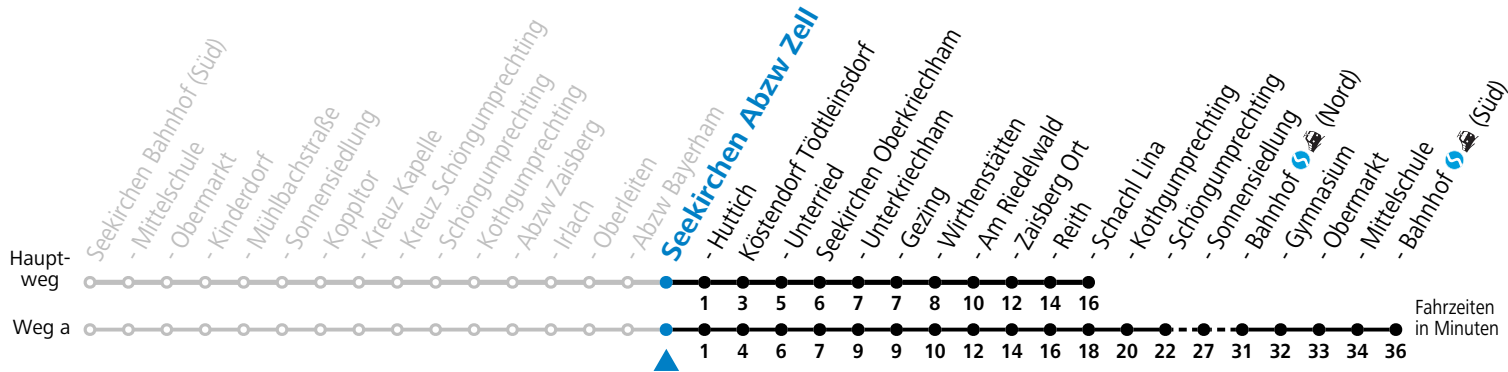 Seekirchen Bahnhof (Süd)
- Mittelschule
- Obermarkt
- Kinderdorf
- Mühlbachstraße
- Sonnensiedlung
- Koppltor
- Kreuz Kapelle
- Kreuz Schöngumprechting
- Schöngumprechting
- Kothgumprechting
- Abzw Zaisberg
- Irlach
- Oberleiten
- Abzw Bayerham
Seekirchen Abzw Zell
- Huttich
Köstendorf Tödtleinsdorf
- Unterried
Seekirchen Oberkriechham
- Unterkriechham
- Gezing
- Wirthenstätten
- Am Riedelwald
- Zaisberg Ort
- Reith
- Schachl Lina
- Kothgumprechting
- Schöngumprechting
- Sonnensiedlung
- Bahnhof (Nord)
- Gymnasium
- Obermarkt
- Mittelschule
- Bahnhof (Süd)
Haupt-
weg
1 3 5 6 7 7 8 10 12 14 16
Weg a
1 4 6 7 9 9 10 12 14 16 18 20 22 27 31 32 33 34 36
Fahrzeiten
in Minuten